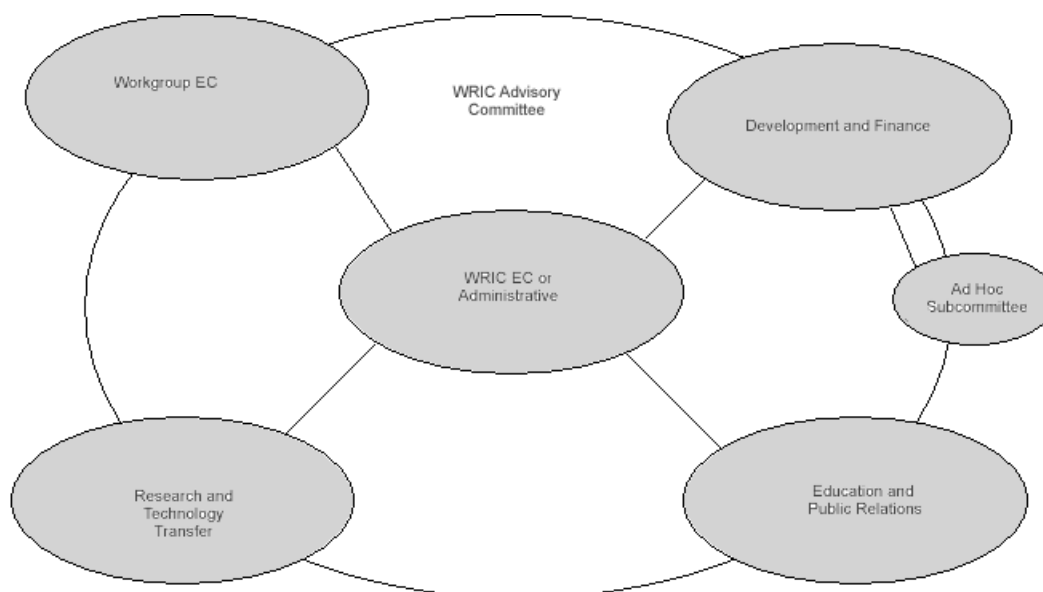 Workgroup EC
WRIC Advisory
Committee
Development and Finance
WRIC EC or
Administrative
Ad Hoc
Subcommittee
Research and
Technology
Transfer
Education and
Public Relations